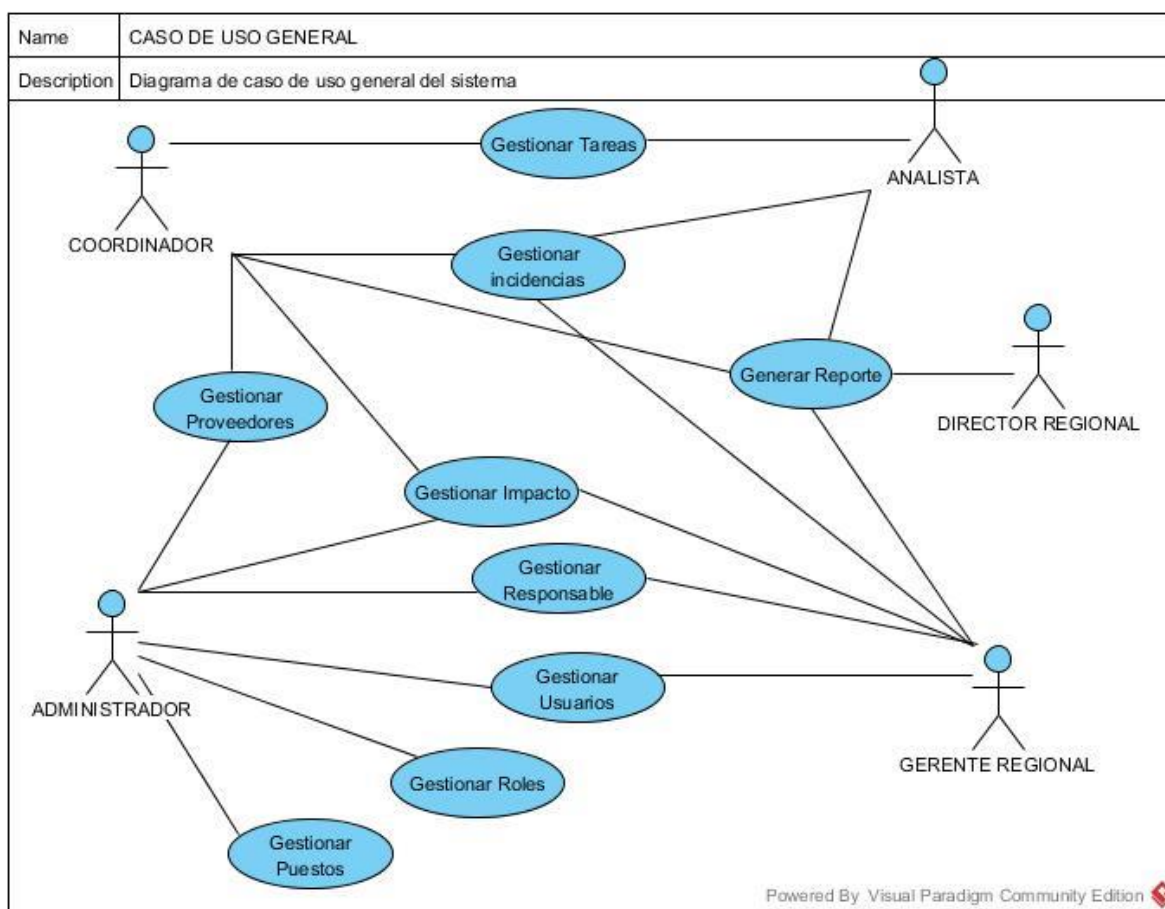 Name
CASO DE USO GENERAL
Description
Diagrama de caso de uso general del sistema
Gestionar Tareas
ANALISTA
COORDINADOR
Gestionar
incidencias
Generar Reporte
DIRECTOR REGIONAL
Gestionar
Proveedores
Gestionar Impacto
Gestionar
Responsable
ADMINISTRADOR
Gestionar
Usuarios
GERENTE REGIONAL
Gestionar Roles
Gestionar
Puestos
Powered By Visual Paradigm Community Edition